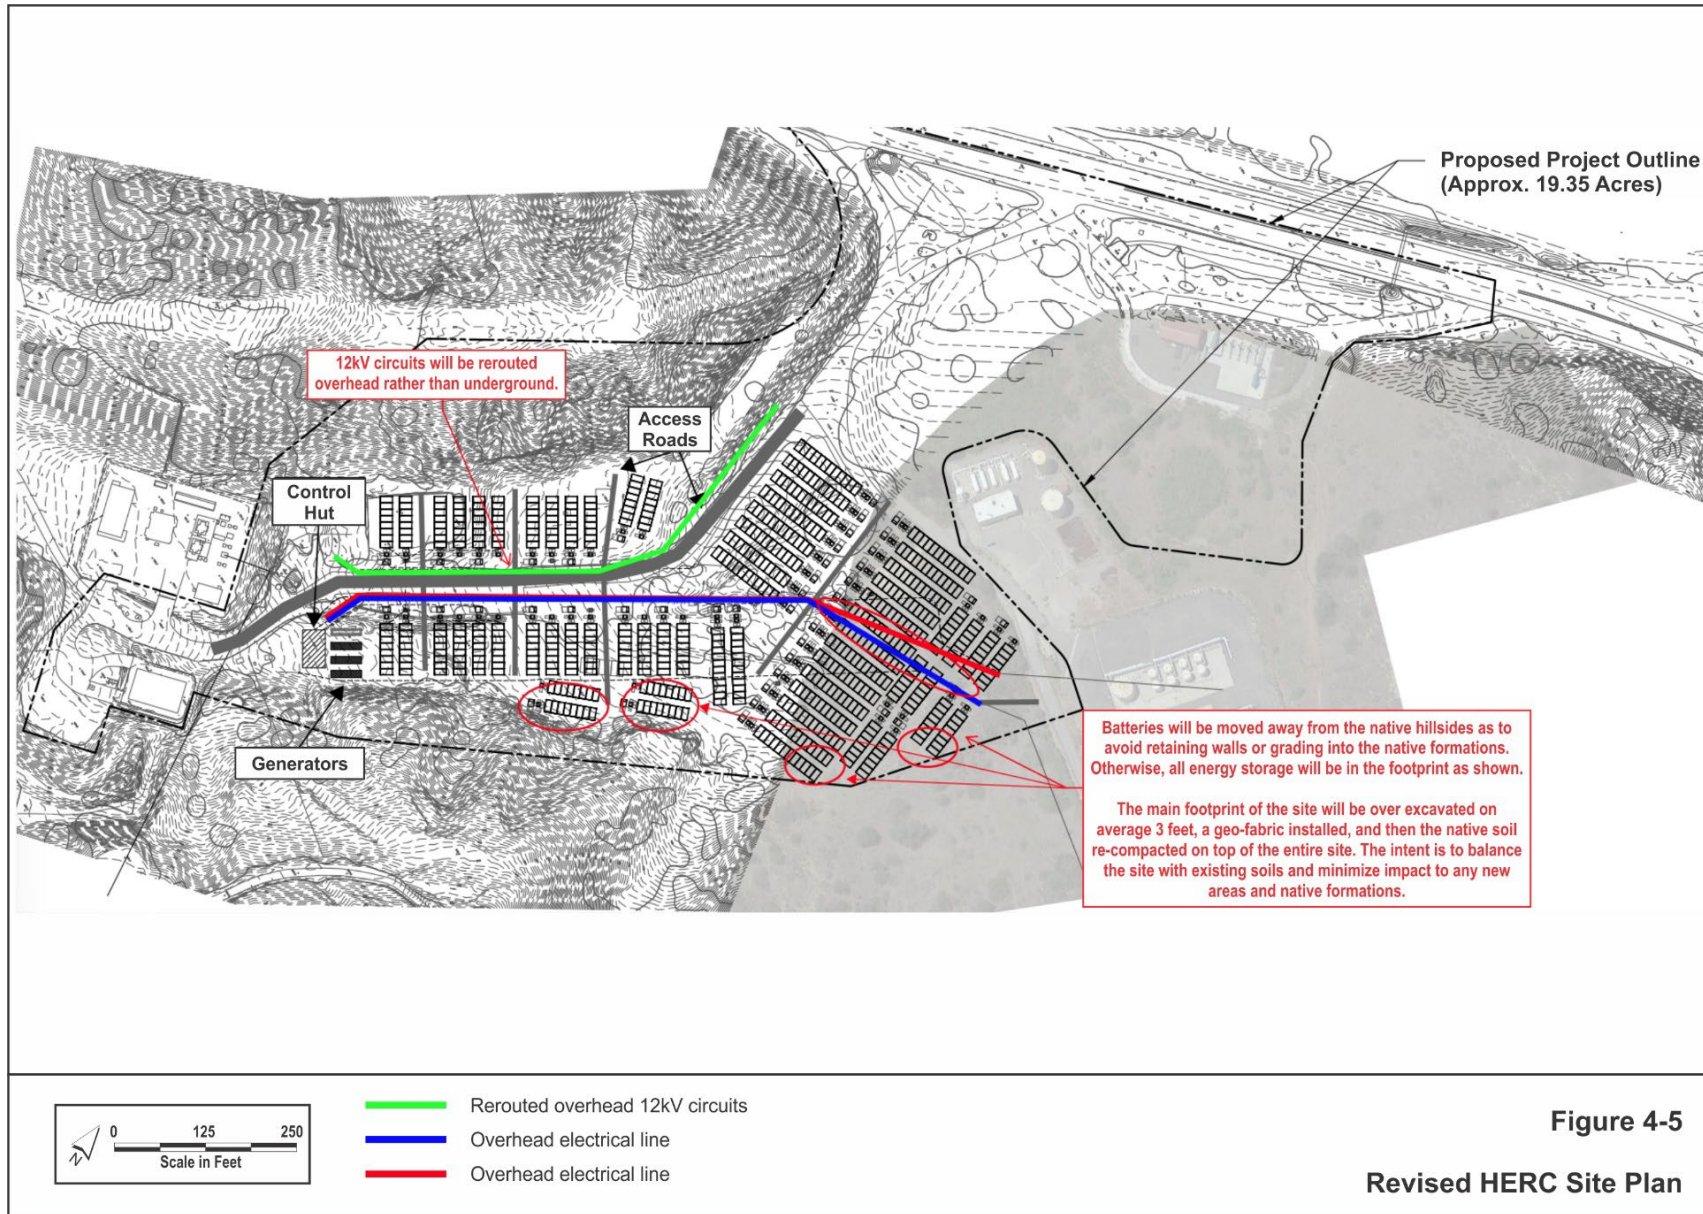 Proposed Project Outline
(Approx. 19.35 Acres)
12kV circuits will be rerouted
overhead rather than underground.
Access
Roads
Control
Hut
Generators
Batteries will be moved away from the native hillsides as to
avoid retaining walls or grading into the native formations.
Otherwise, all energy storage will be in the footprint as shown.
The main footprint of the site will be over excavated on
average 3 feet, a geo-fabric installed, and then the native soil
re-compacted on top of the entire site. The intent is to balance
the site with existing soils and minimize impact to any new
areas and native formations.
N
0 125 250
Scale in Feet
Rerouted overhead 12kV circuits
Overhead electrical line
Overhead electrical line
Figure 4-5
Revised HERC Site Plan